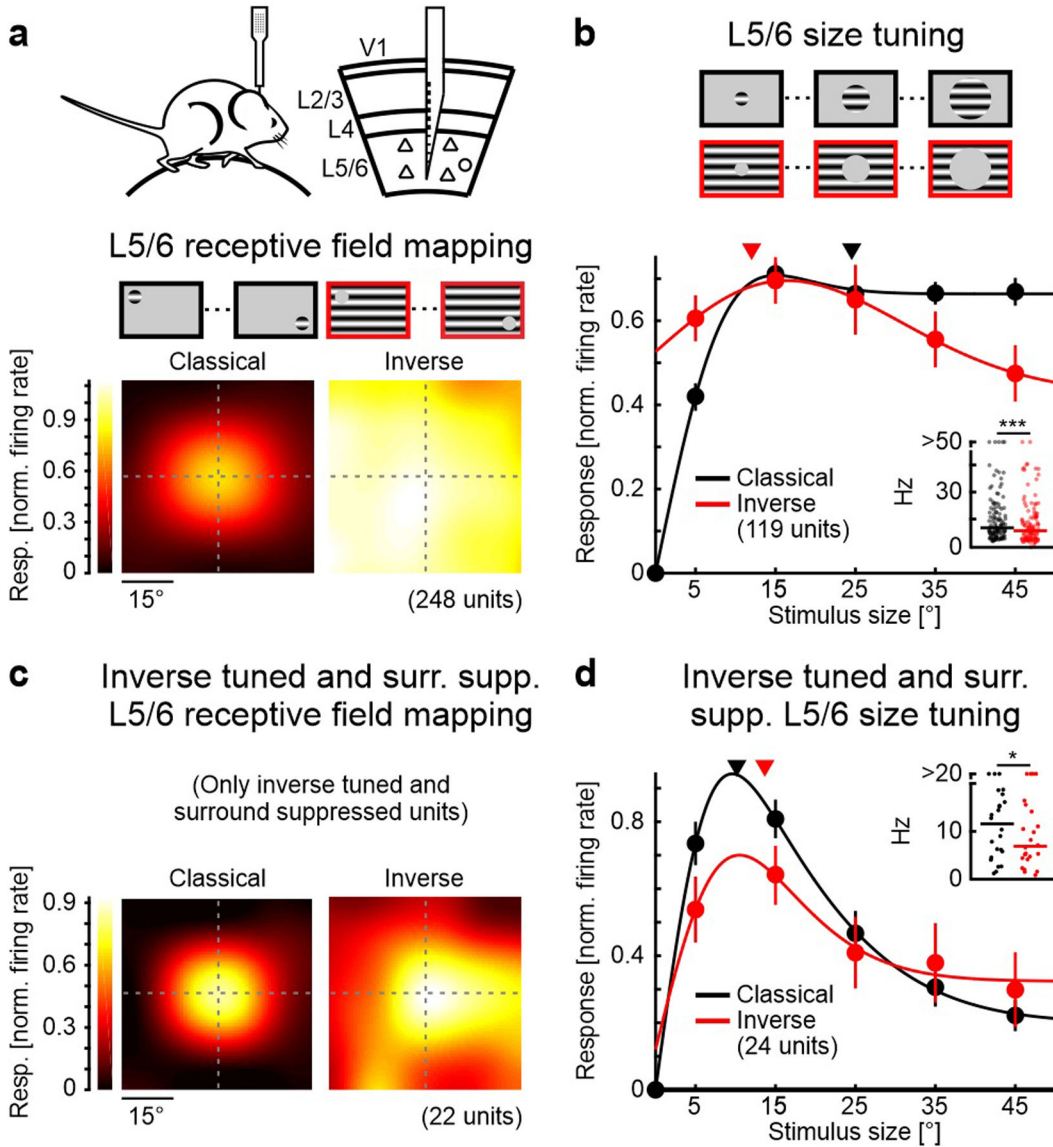 a
V1
L2/3
L4
L5/6
L5/6 receptive field mapping
Classical
Inverse
Resp. [norm. firing rate]
0.9
0.6
0.3
0
15°
(248 units)
b
L5/6 size tuning
Response [norm. firing rate]
0.6
0.4
0.2
0
Classical
Inverse
(119 units)
***
>50
30
0
Hz
5
15
25
35
45
Stimulus size [°]
c
Inverse tuned and surr. supp.
L5/6 receptive field mapping
(Only inverse tuned and
surround suppressed units)
Classical
Inverse
Resp. [norm. firing rate]
0.9
0.6
0.3
0
15°
(22 units)
d
Inverse tuned and surr.
supp. L5/6 size tuning
Response [norm. firing rate]
0.8
0.4
0
Classical
Inverse
(24 units)
*
>20
10
0
Hz
5
15
25
35
45
Stimulus size [°]